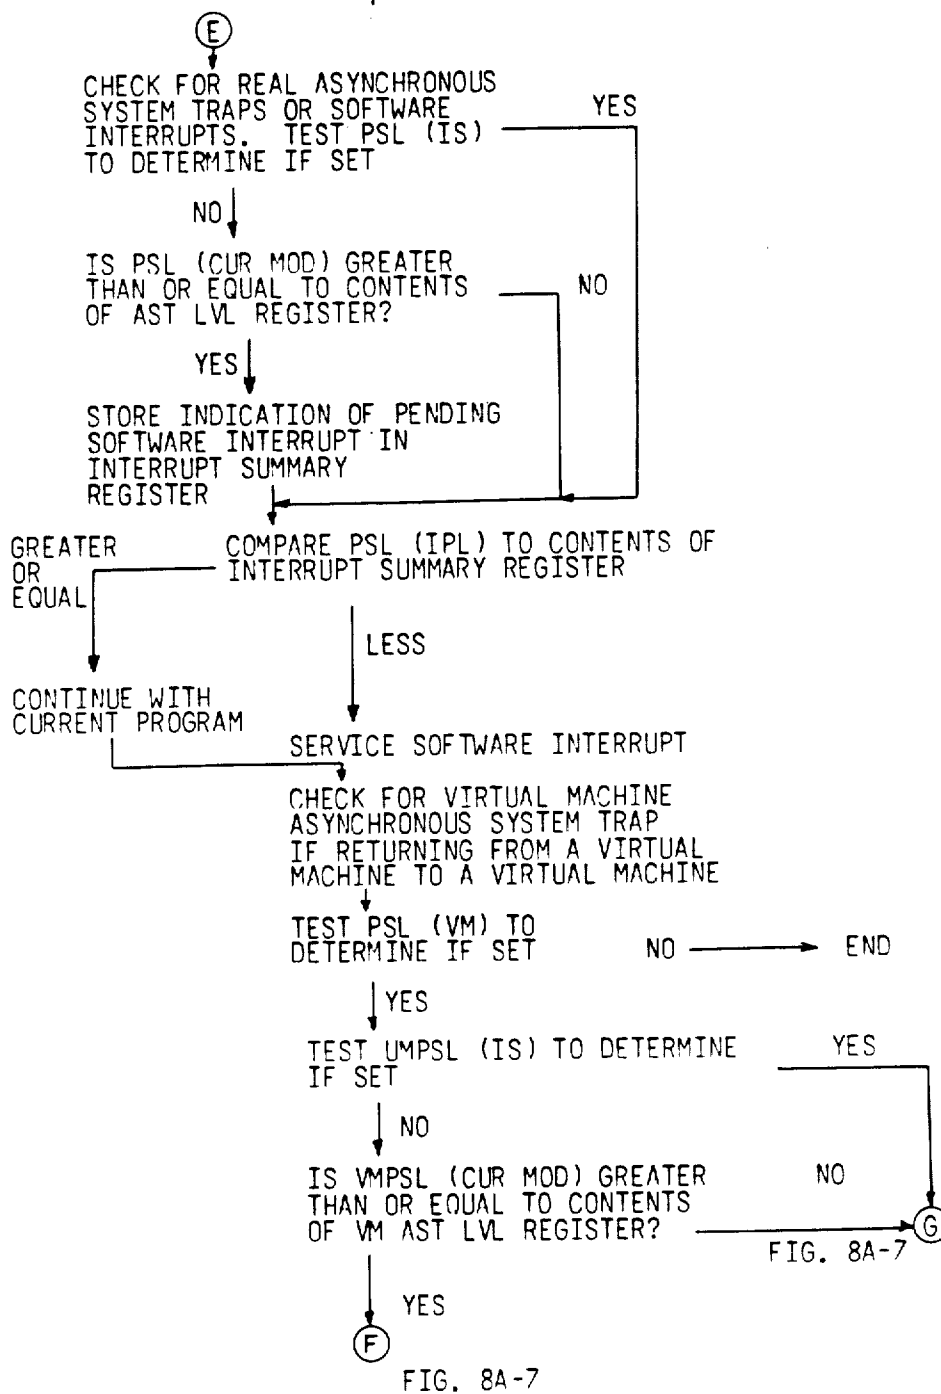 E
CHECK FOR REAL ASYNCHRONOUS
SYSTEM TRAPS OR SOFTWARE
INTERRUPTS. TEST PSL (IS)
TO DETERMINE IF SET
YES
NO
IS PSL (CUR MOD) GREATER
THAN OR EQUAL TO CONTENTS
OF AST LVL REGISTER?
NO
YES
STORE INDICATION OF PENDING
SOFTWARE INTERRUPT IN
INTERRUPT SUMMARY
REGISTER
GREATER
OR
EQUAL
COMPARE PSL (IPL) TO CONTENTS OF
INTERRUPT SUMMARY REGISTER
LESS
CONTINUE WITH
CURRENT PROGRAM
SERVICE SOFTWARE INTERRUPT
CHECK FOR VIRTUAL MACHINE
ASYNCHRONOUS SYSTEM TRAP
IF RETURNING FROM A VIRTUAL
MACHINE TO A VIRTUAL MACHINE
TEST PSL (VM) TO
DETERMINE IF SET
NO
END
YES
TEST UMPSL (IS) TO DETERMINE
IF SET
YES
NO
IS VMPSL (CUR MOD) GREATER
THAN OR EQUAL TO CONTENTS
OF VM AST LVL REGISTER?
NO
G
FIG. 8A-7
YES
F
FIG. 8A-7